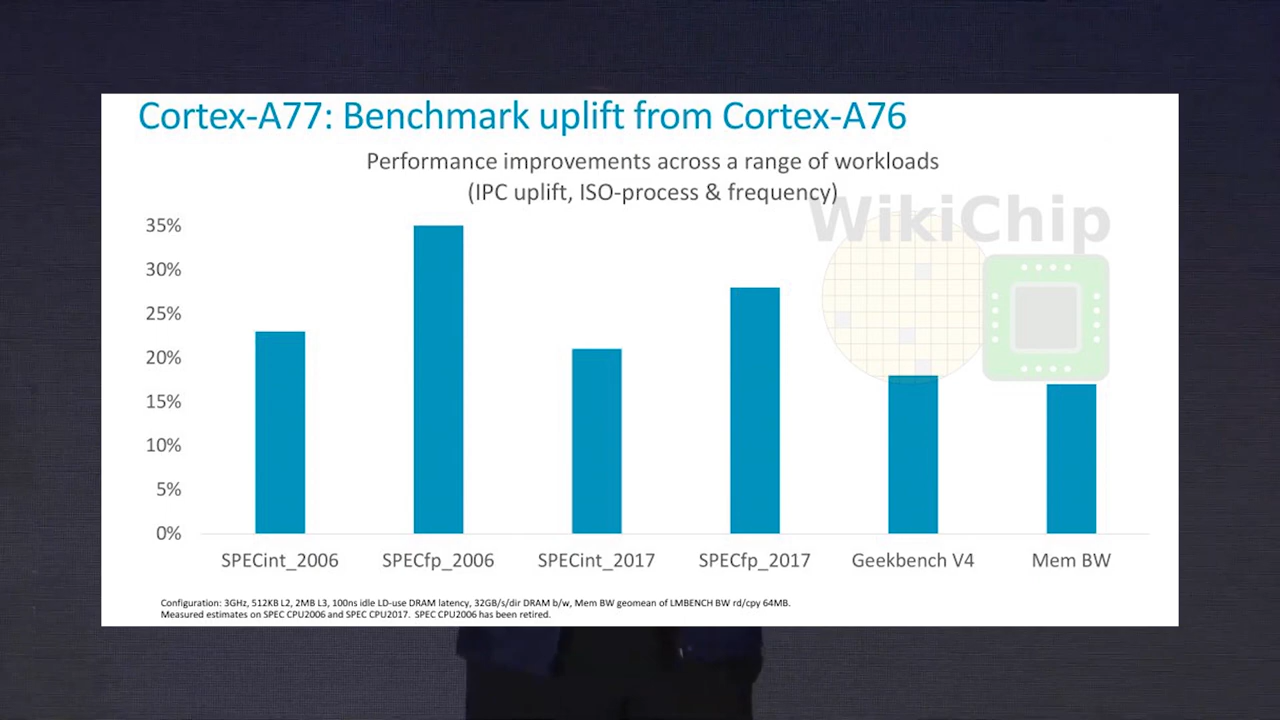 Cortex-A77: Benchmark uplift from Cortex-A76
Performance improvements across a range of workloads
(IPC uplift, ISO-process & frequency)
WikiChip
35%
30%
25%
20%
15%
10%
5%
0%
SPECint_2006 SPECfp_2006 SPECint_2017 SPECfp_2017 Geekbench V4 Mem BW
Configuration: 3GHz, 512KB L2, 2MB L3, 100ns idle LD-use DRAM latency, 32GB/s/dir DRAM b/w, Mem BW geomean of LMBENCH BW rd/cpy 64MB.
Measured estimates on SPEC CPU2006 and SPEC CPU2017. SPEC CPU2006 has been retired.